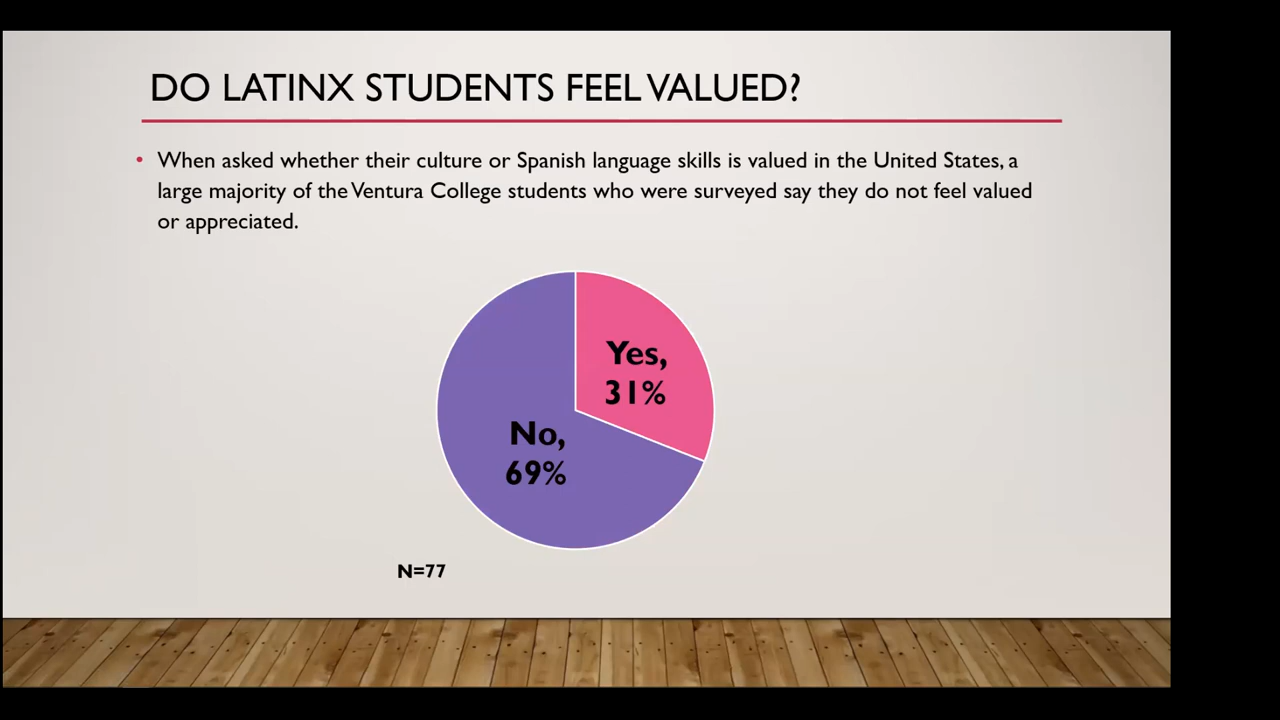 DO LATINX STUDENTS FEEL VALUED?
• When asked whether their culture or Spanish language skills is valued in the United States, a
large majority of the Ventura College students who were surveyed say they do not feel valued
or appreciated.
Yes,
31%
No,
69%
N=77